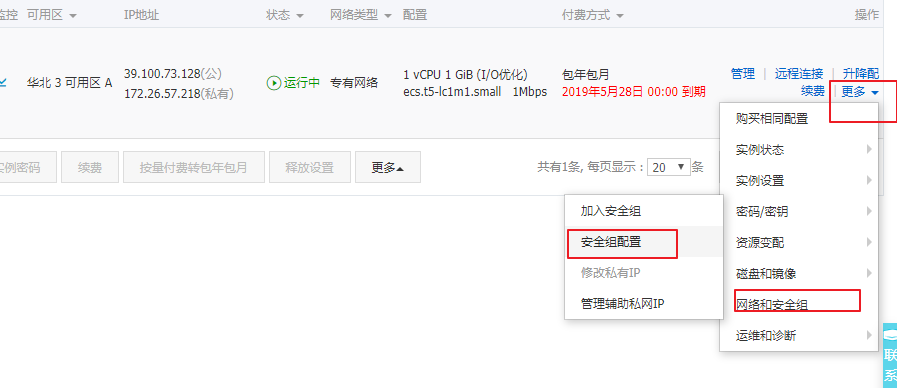 监控 可用区 IP地址 状态 网络类型 配置 付费方式 操作
华北 3 可用区 A
39.100.73.128(公)
172.26.57.218(私有)
运行中 专有网络
1 vCPU 1 GiB (I/O优化)
ecs.t5-lc1m1.small 1Mbps
包年包月
2019年5月28日 00:00 到期
管理 | 远程连接 | 升降配
续费 | 更多
实例密码 续费 按量付费转包年包月 释放设置 更多
共有1条, 每页显示：20 条
购买相同配置
实例状态
实例设置
密码/密钥
资源变配
磁盘和镜像
网络和安全组
运维和诊断
加入安全组
安全组配置
修改私有IP
管理辅助私网IP
联
系